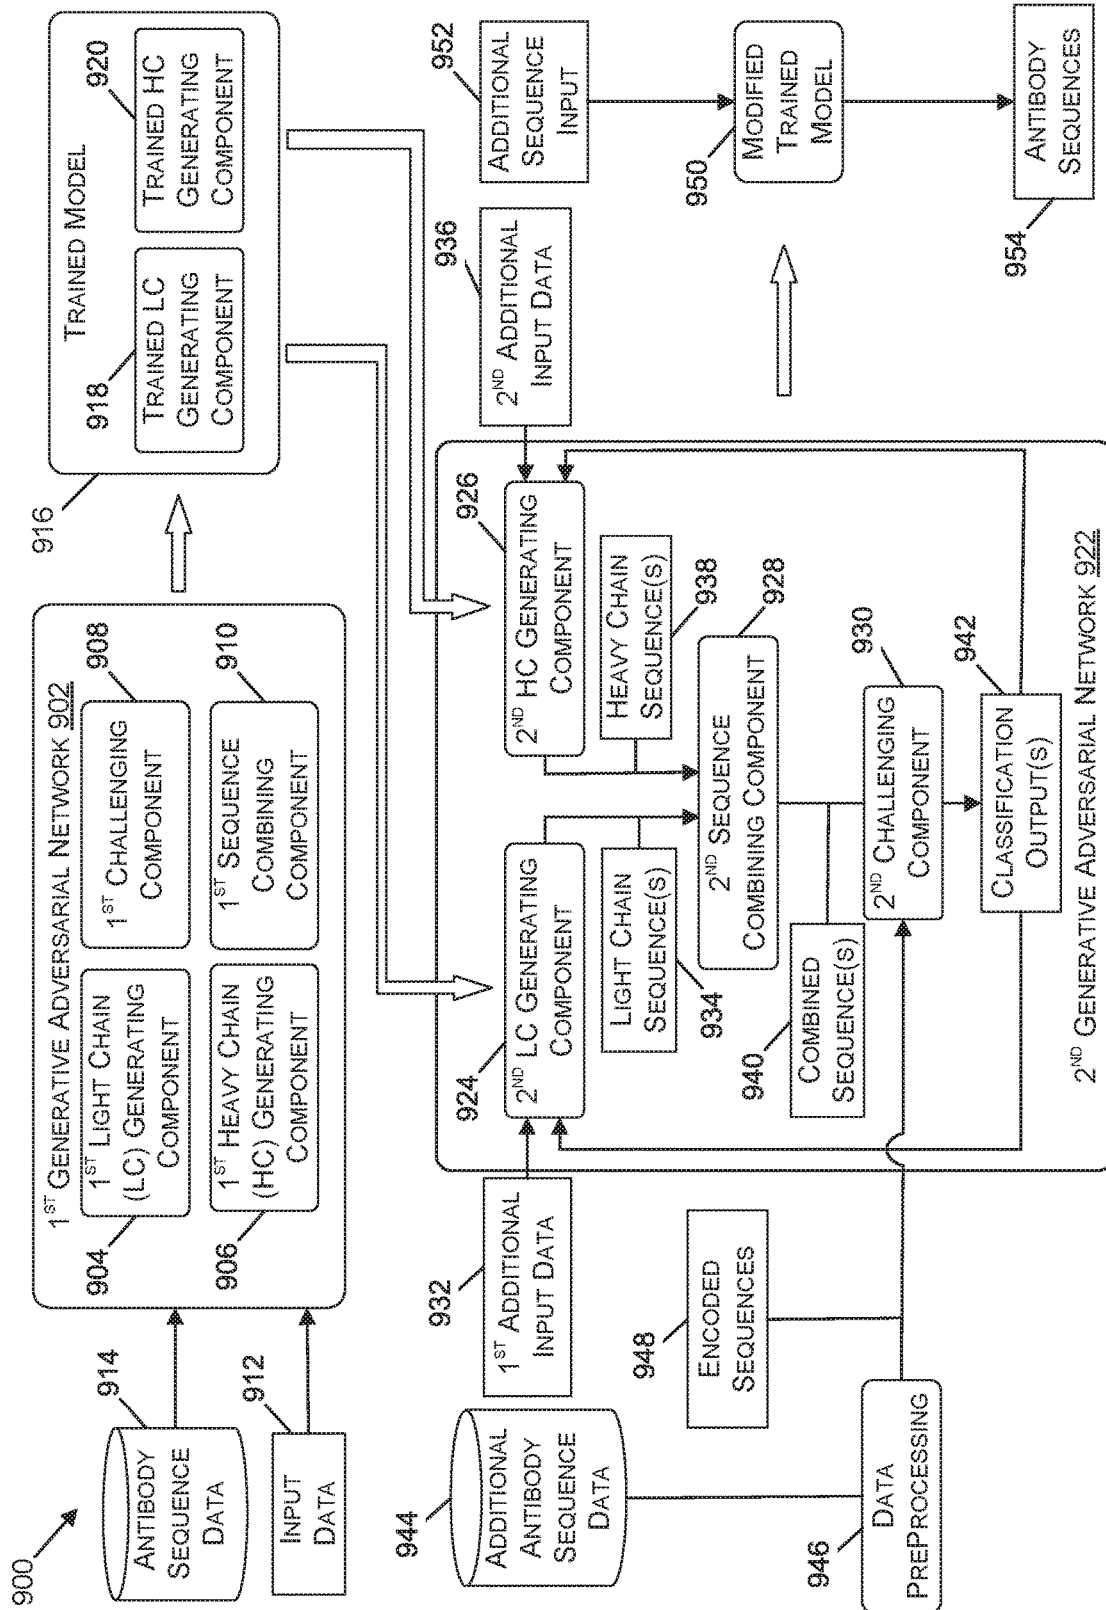 900
914
ANTIBODY
SEQUENCE
DATA
912
INPUT
DATA
1ST GENERATIVE ADVERSARIAL NETWORK 902
904
1ST LIGHT CHAIN
(LC) GENERATING
COMPONENT
908
1ST
CHALLENGING
COMPONENT
906
1ST HEAVY CHAIN
(HC) GENERATING
COMPONENT
910
1ST SEQUENCE
COMBINING
COMPONENT
916
TRAINED MODEL
918
TRAINED LC
GENERATING
COMPONENT
920
TRAINED HC
GENERATING
COMPONENT
932
1ST ADDITIONAL
INPUT DATA
924
2ND LC GENERATING
COMPONENT
926
2ND HC GENERATING
COMPONENT
936
2ND ADDITIONAL
INPUT DATA
LIGHT CHAIN
SEQUENCE(S)
934
HEAVY CHAIN
SEQUENCE(S)
938
2ND SEQUENCE
COMBINING COMPONENT
928
940
COMBINED
SEQUENCE(S)
2ND CHALLENGING
COMPONENT
930
CLASSIFICATION
OUTPUT(S)
942
2ND GENERATIVE ADVERSARIAL NETWORK 922
944
ADDITIONAL
ANTIBODY
SEQUENCE
DATA
948
ENCODED
SEQUENCES
946
DATA
PREPROCESSING
952
ADDITIONAL
SEQUENCE
INPUT
950
MODIFIED
TRAINED
MODEL
954
ANTIBODY
SEQUENCES